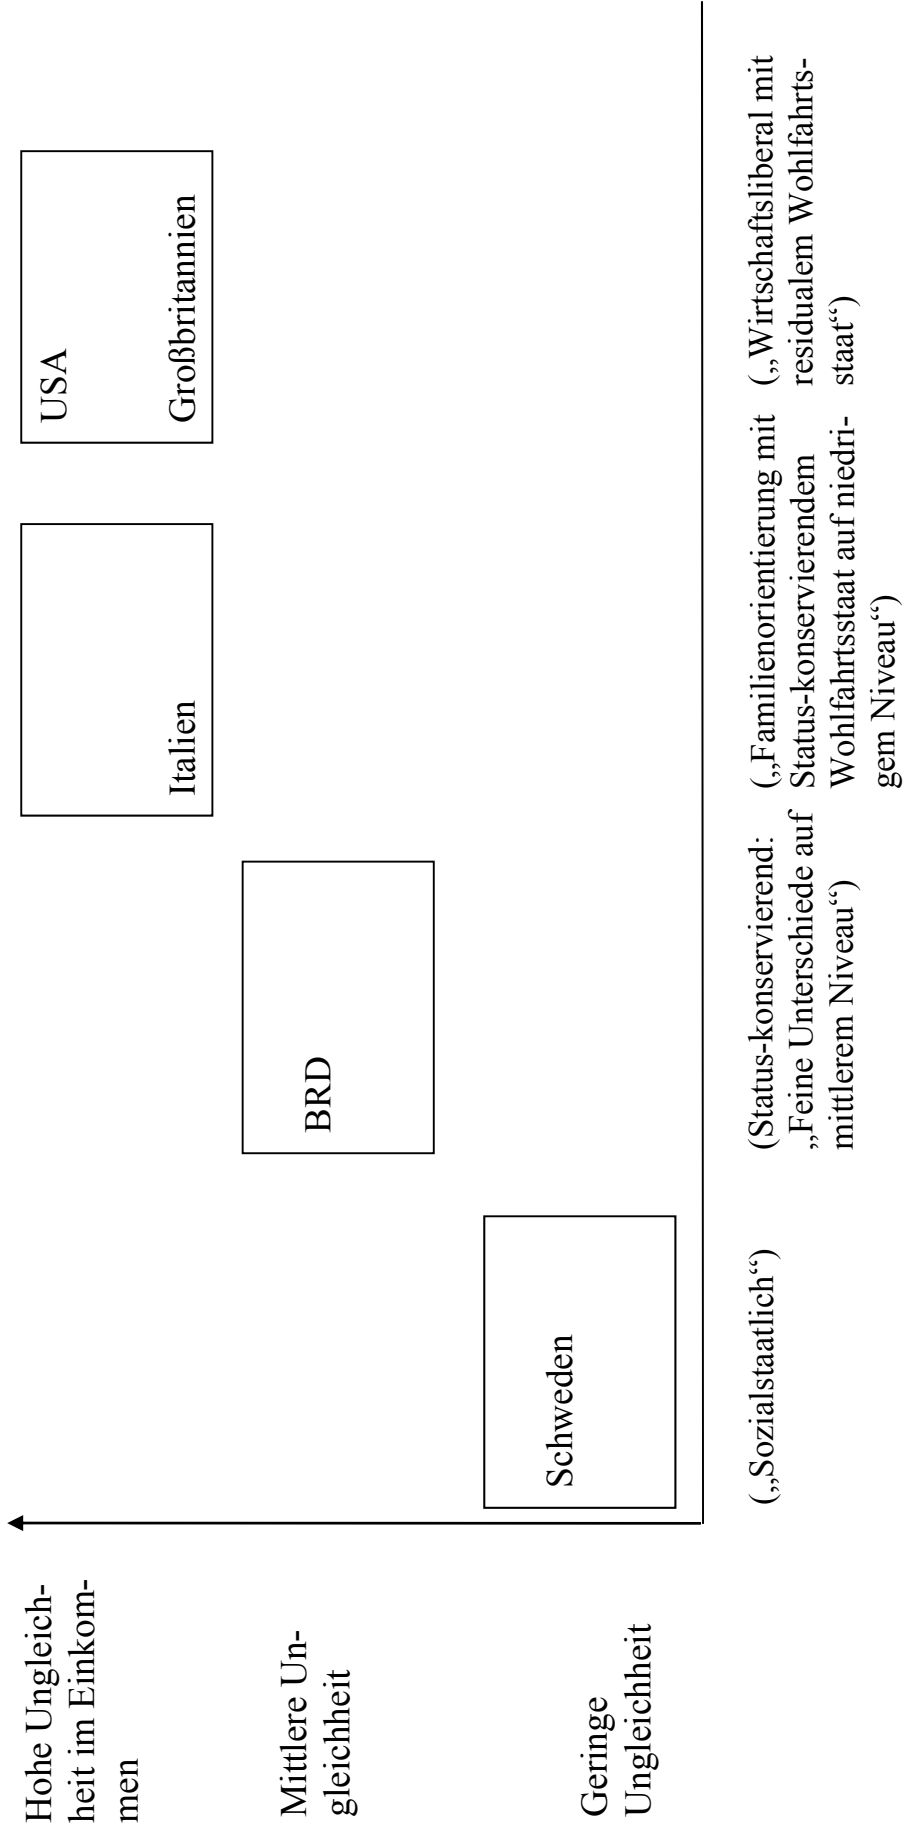 Hohe Ungleich-
heit im Einkom-
men
Mittlere Un-
gleichheit
Geringe
Ungleichheit
USA
Großbritannien
Italien
BRD
Schweden
(„Sozialstaatlich“)
(Status-konservierend:
„Feine Unterschiede auf
mittlerem Niveau“)
(„Familienorientierung mit
Status-konservierendem
Wohlfahrtsstaat auf niedri-
gem Niveau“)
(„Wirtschaftsliberal mit
residualem Wohlfahrts-
staat“)